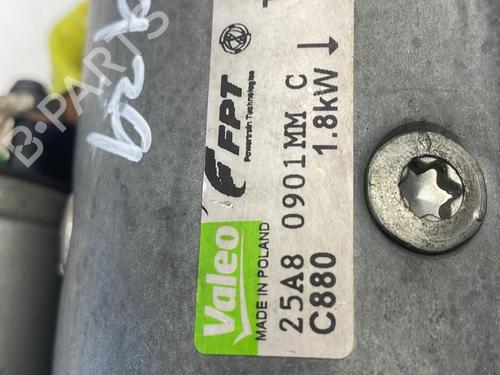 Valeo
MADE IN POLAND
FPT
Powertrain Technologies
25A8 0901MM C
C880 1.8kW
B-PARTS